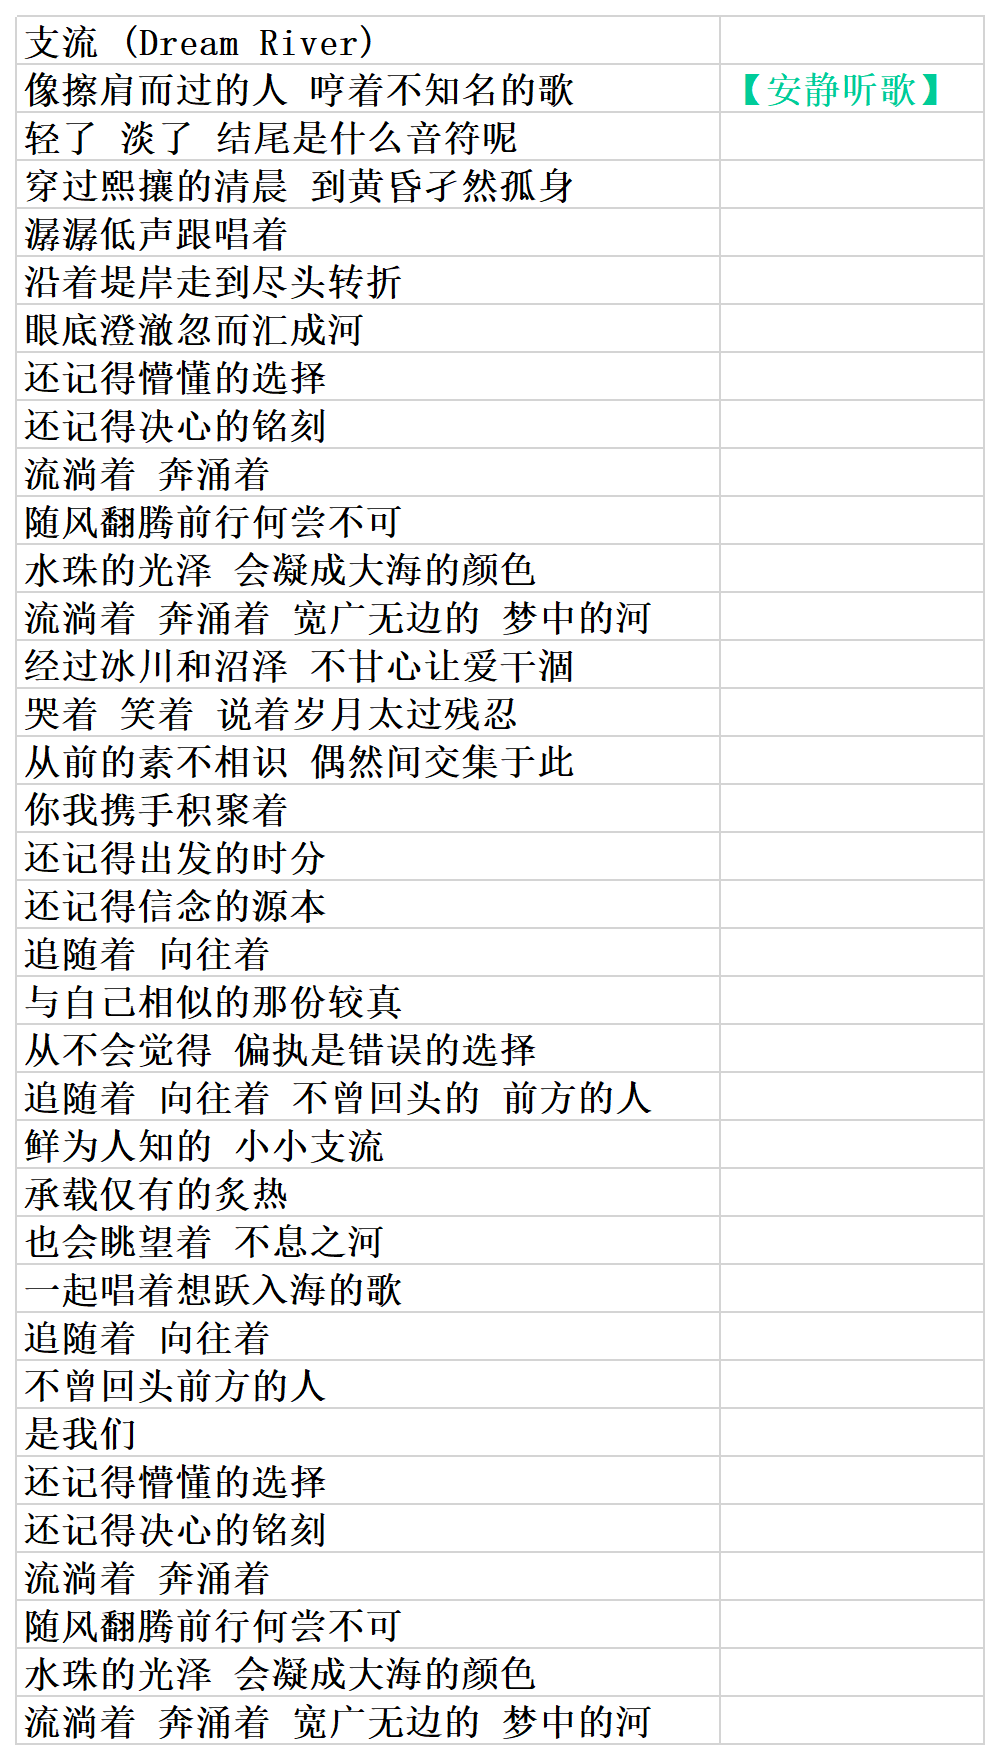 支流 (Dream River)
像擦肩而过的人 哼着不知名的歌 【安静听歌】
轻了 淡了 结尾是什么音符呢
穿过熙攘的清晨 到黄昏孑然孤身
潺潺低声跟唱着
沿着堤岸走到尽头转折
眼底澄澈忽而汇成河
还记得懵懂的选择
还记得决心的铭刻
流淌着 奔涌着
随风翻腾前行何尝不可
水珠的光泽 会凝成大海的颜色
流淌着 奔涌着 宽广无边的 梦中的河
经过冰川和沼泽 不甘心让爱干涸
哭着 笑着 说着岁月太过残忍
从前的素不相识 偶然间交集于此
你我携手积聚着
还记得出发的时分
还记得信念的源本
追随着 向往着
与自己相似的那份较真
从不会觉得 偏执是错误的选择
追随着 向往着 不曾回头的 前方的人
鲜为人知的 小小支流
承载仅有的炙热
也会眺望着 不息之河
一起唱着想跃入海的歌
追随着 向往着
不曾回头前方的人
是我们
还记得懵懂的选择
还记得决心的铭刻
流淌着 奔涌着
随风翻腾前行何尝不可
水珠的光泽 会凝成大海的颜色
流淌着 奔涌着 宽广无边的 梦中的河